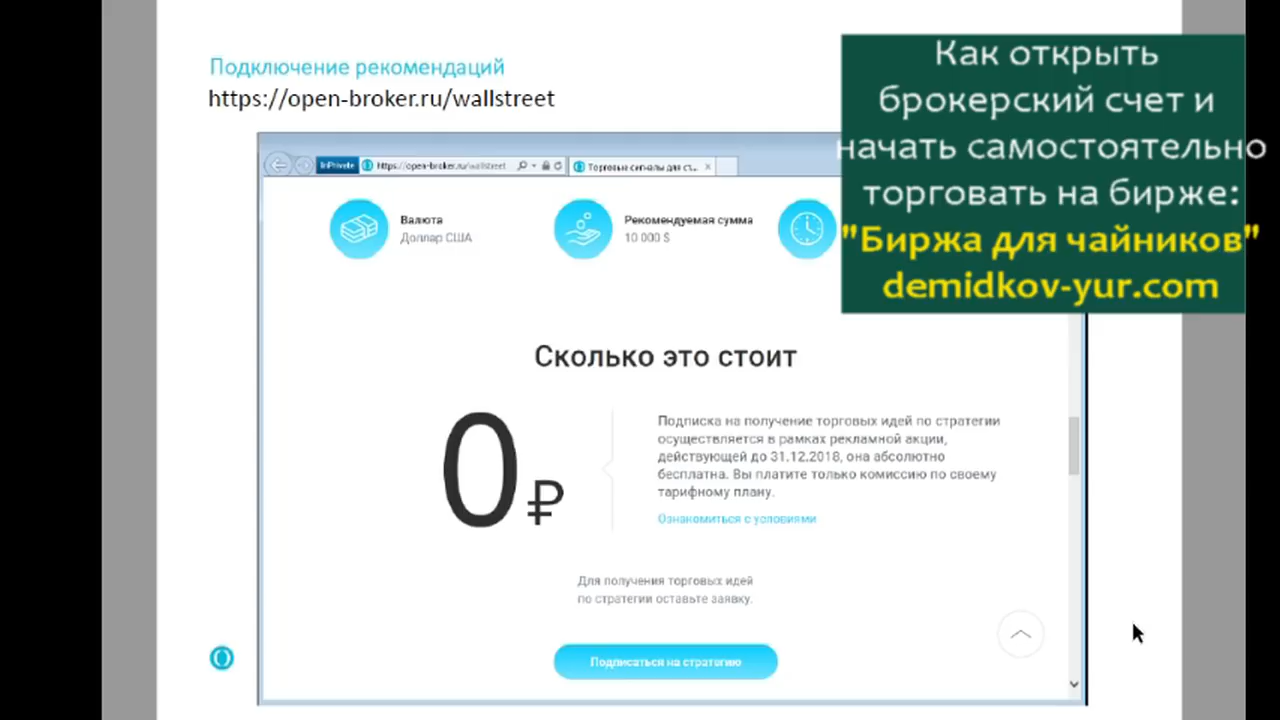 Подключение рекомендаций
https://open-broker.ru/wallstreet
Как открыть
брокерский счет и
начать самостоятельно
торговать на бирже:
"Биржа для чайников"
demidkov-yur.com
InPrivate
https://open-broker.ru/wallstreet
Торговые сигналы для ст...
Валюта
Доллар США
Рекомендуемая сумма
10 000 $
Сколько это стоит
0 ₽
Подписка на получение торговых идей по стратегии
осуществляется в рамках рекламной акции,
действующей до 31.12.2018, она абсолютно
бесплатна. Вы платите только комиссию по своему
тарифному плану.
Ознакомиться с условиями
Для получения торговых идей
по стратегии оставьте заявку.
Подписаться на стратегию